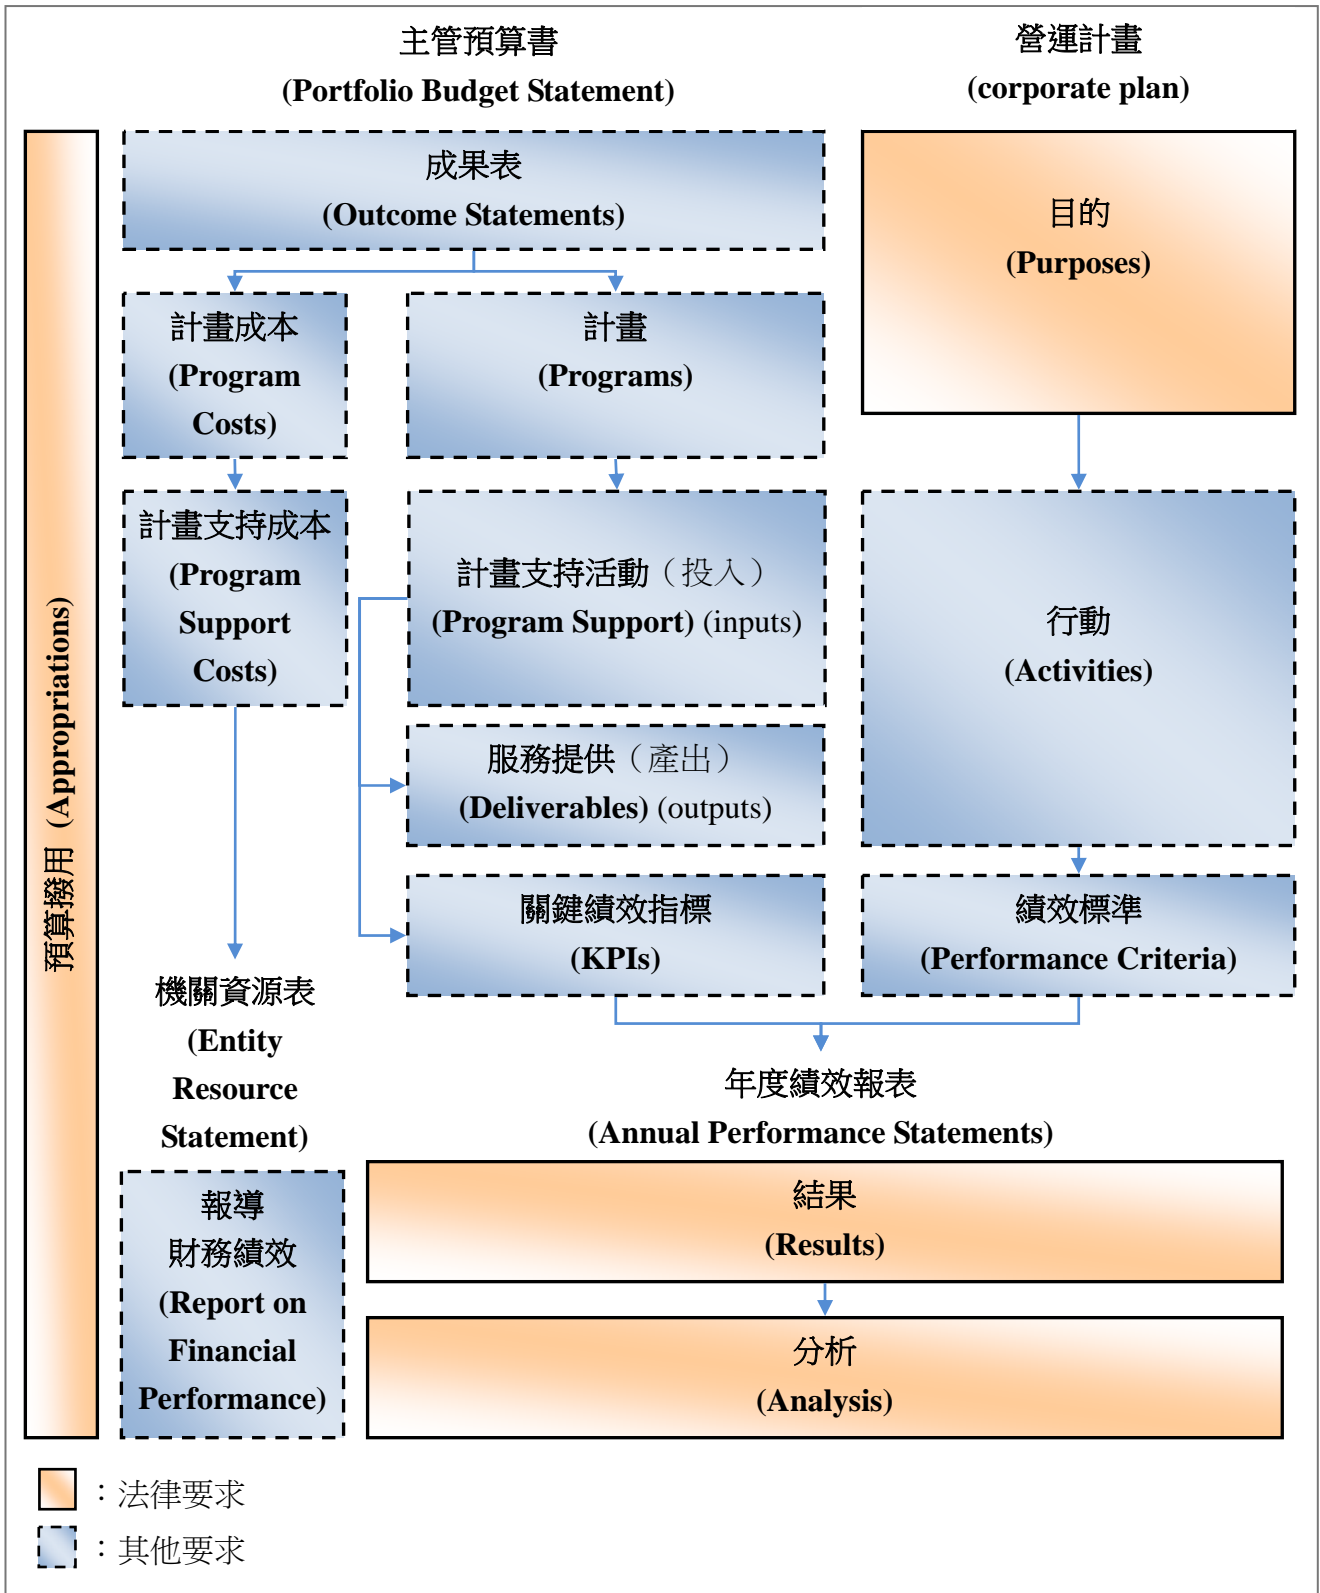 主管預算書
(Portfolio Budget Statement)
營運計畫
(corporate plan)
預算撥用 (Appropriations)
成果表
(Outcome Statements)
目的
(Purposes)
計畫成本
(Program
Costs)
計畫
(Programs)
計畫支持成本
(Program
Support
Costs)
計畫支持活動（投入）
(Program Support) (inputs)
行動
(Activities)
服務提供（產出）
(Deliverables) (outputs)
關鍵績效指標
(KPIs)
績效標準
(Performance Criteria)
機關資源表
(Entity
Resource
Statement)
年度績效報表
(Annual Performance Statements)
報導
財務績效
(Report on
Financial
Performance)
結果
(Results)
分析
(Analysis)
：法律要求
：其他要求